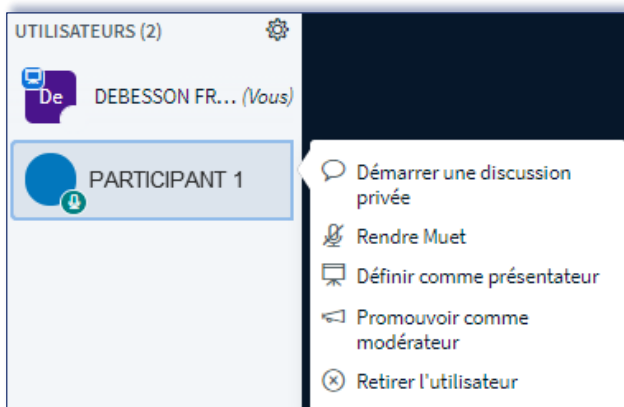 UTILISATEURS (2)
De
DEBESSON FR... (Vous)
PARTICIPANT 1
Démarrer une discussion
privée
Rendre Muet
Définir comme présentateur
Promouvoir comme
modérateur
Retirer l'utilisateur